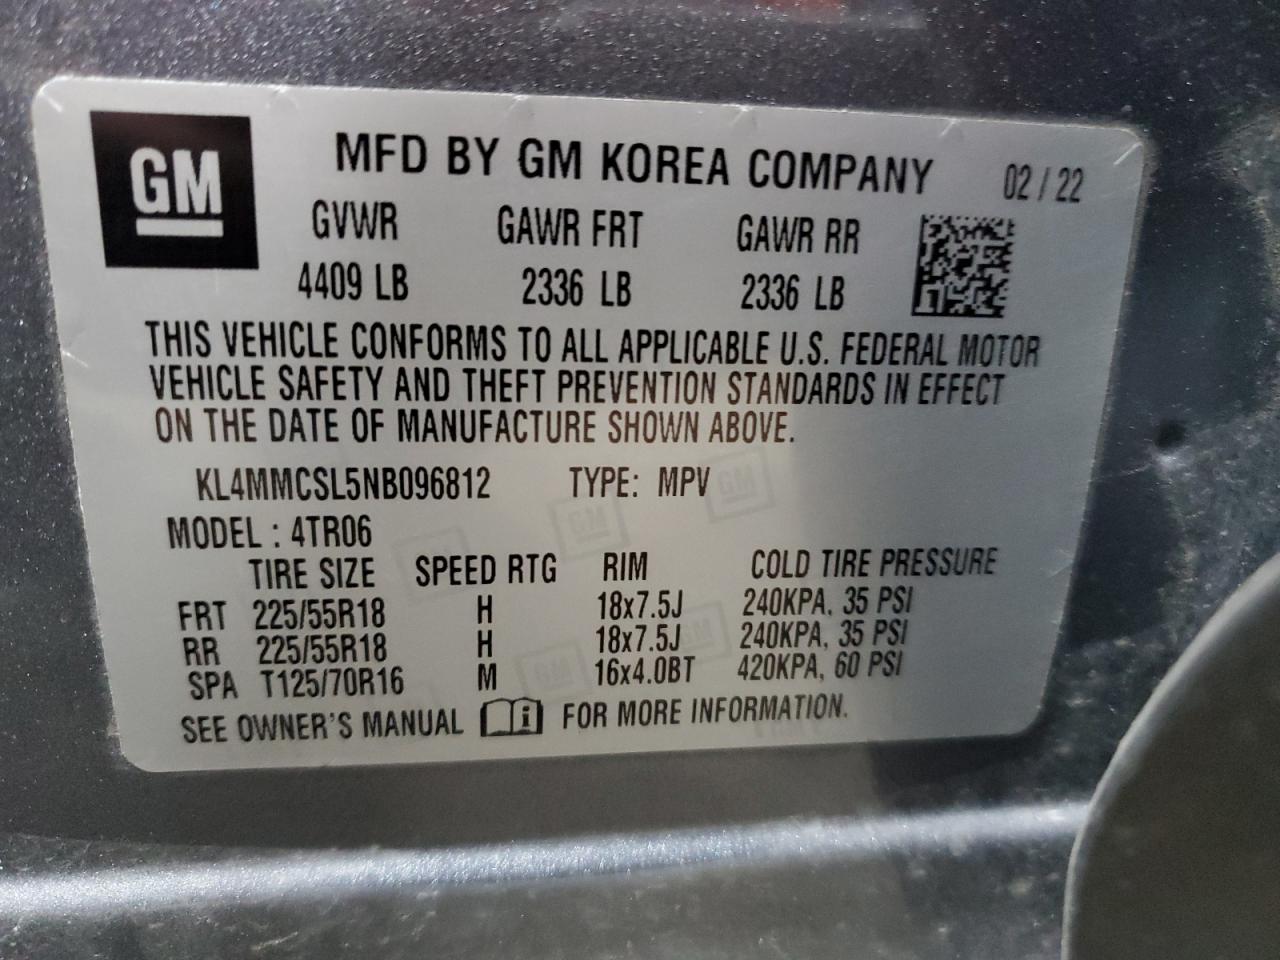 GM
MFD BY GM KOREA COMPANY 02 / 22
GVWR GAWR FRT GAWR RR
4409 LB 2336 LB 2336 LB
THIS VEHICLE CONFORMS TO ALL APPLICABLE U.S. FEDERAL MOTOR
VEHICLE SAFETY AND THEFT PREVENTION STANDARDS IN EFFECT
ON THE DATE OF MANUFACTURE SHOWN ABOVE.
KL4MMCSL5NB096812 TYPE: MPV
MODEL : 4TR06
TIRE SIZE SPEED RTG RIM COLD TIRE PRESSURE
FRT 225/55R18 H 18x7.5J 240KPA, 35 PSI
RR 225/55R18 H 18x7.5J 240KPA, 35 PSI
SPA T125/70R16 M 16x4.0BT 420KPA, 60 PSI
SEE OWNER'S MANUAL i FOR MORE INFORMATION.